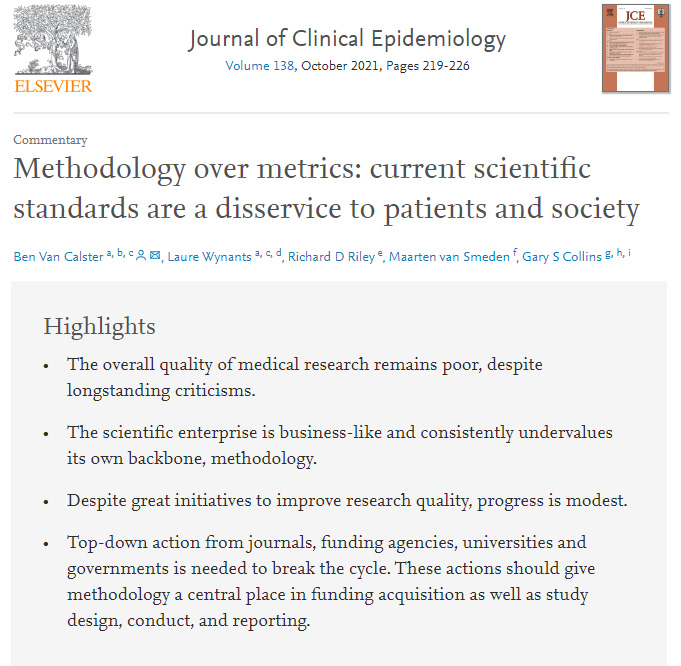 Journal of Clinical Epidemiology
Volume 138, October 2021, Pages 219-226
ELSEVIER
JCE
Commentary
Methodology over metrics: current scientific
standards are a disservice to patients and society
Ben Van Calster a, b, c, Laure Wynants a, c, d, Richard D Riley e, Maarten van Smeden f, Gary S Collins g, h, i
Highlights
• The overall quality of medical research remains poor, despite
longstanding criticisms.
• The scientific enterprise is business-like and consistently undervalues
its own backbone, methodology.
• Despite great initiatives to improve research quality, progress is modest.
• Top-down action from journals, funding agencies, universities and
governments is needed to break the cycle. These actions should give
methodology a central place in funding acquisition as well as study
design, conduct, and reporting.